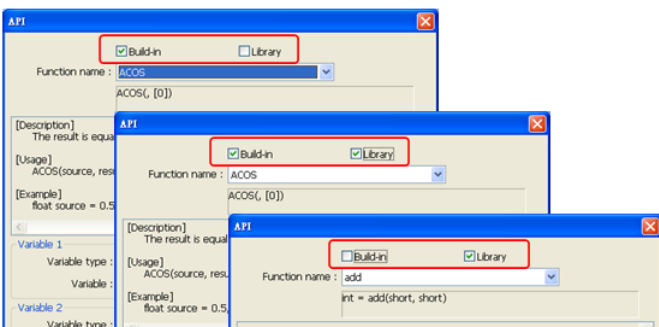 API
Build-in Library
Function name : ACOS
ACOS(, [0])
[Description]
The result is equa
[Usage]
ACOS(source, resu
[Example]
float source = 0.5
Variable 1
Variable type :
Variable :
Variable 2
Variable type :
API
Build-in Library
Function name : ACOS
ACOS(, [0])
[Description]
The result is equal
[Usage]
ACOS(source, resu
[Example]
float source = 0.5,
API
Build-in Library
Function name : add
int = add(short, short)